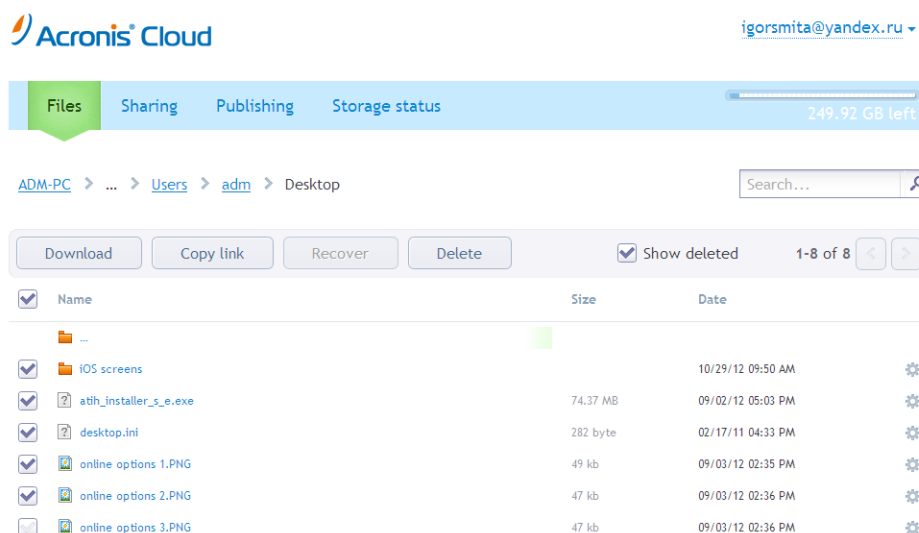 Acronis Cloud
igorsmita@yandex.ru
Files Sharing Publishing Storage status
249.92 GB left
ADM-PC > ... > Users > adm > Desktop
Search...
Download Copy link Recover Delete Show deleted 1-8 of 8 < >
Name Size Date
...
iOS screens 10/29/12 09:50 AM
atih_installer_s_e.exe 74.37 MB 09/02/12 05:03 PM
desktop.ini 282 byte 02/17/11 04:33 PM
online options 1.PNG 49 kb 09/03/12 02:35 PM
online options 2.PNG 47 kb 09/03/12 02:36 PM
online options 3.PNG 47 kb 09/03/12 02:36 PM